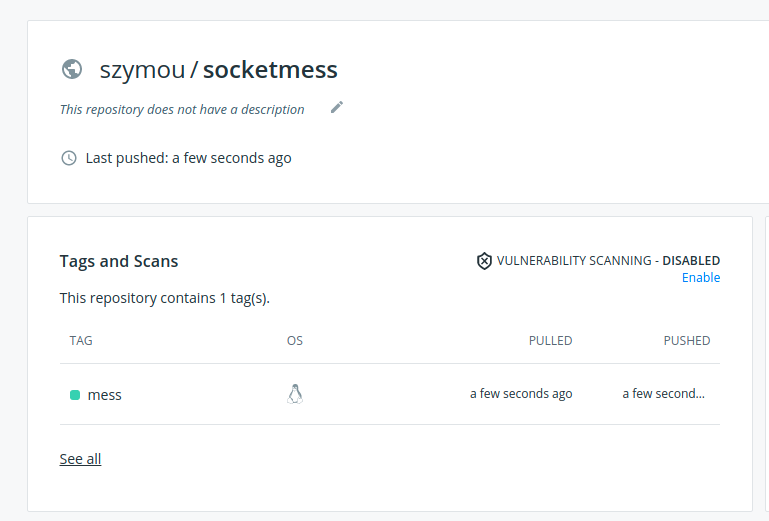 szymou / socketmess
This repository does not have a description
Last pushed: a few seconds ago
Tags and Scans
VULNERABILITY SCANNING - DISABLED
Enable
This repository contains 1 tag(s).
TAG OS PULLED PUSHED
mess a few seconds ago a few second...
See all